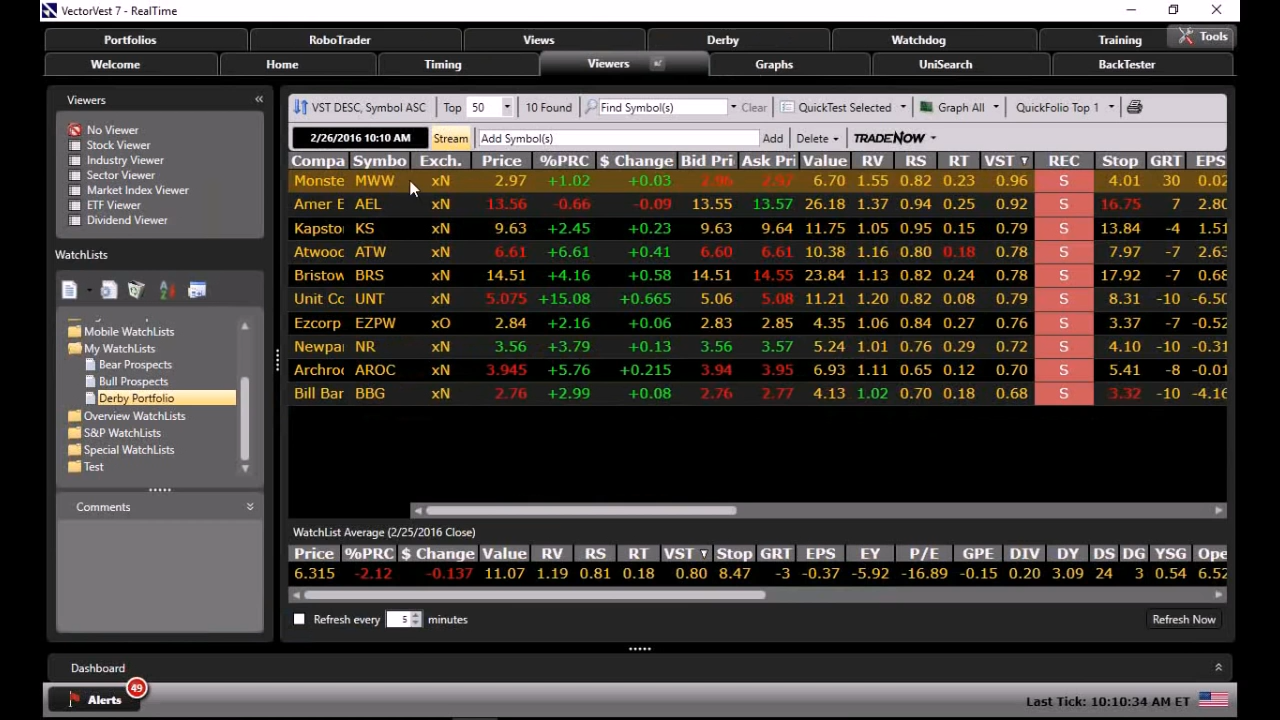 VectorVest 7 - RealTime
Portfolios RoboTrader Views Derby Watchdog Training Tools
Welcome Home Timing Viewers Graphs UniSearch BackTester
Viewers
No Viewer
Stock Viewer
Industry Viewer
Sector Viewer
Market Index Viewer
ETF Viewer
Dividend Viewer
WatchLists
Mobile WatchLists
My WatchLists
Bear Prospects
Bull Prospects
Derby Portfolio
Overview WatchLists
S&P WatchLists
Special WatchLists
Test
Comments
VST DESC, Symbol ASC Top 50 10 Found Find Symbol(s) Clear QuickTest Selected Graph All QuickFolio Top 1
2/26/2016 10:10 AM Stream Add Symbol(s) Add Delete TRADENOW
Compa Symbo Exch. Price %PRC $ Change Bid Pri Ask Pri Value RV RS RT VST REC Stop GRT EPS
Monste MWW xN 2.97 +1.02 +0.03 2.96 2.97 6.70 1.55 0.82 0.23 0.96 S 4.01 30 0.02
Amer E AEL xN 13.56 -0.66 -0.09 13.55 13.57 26.18 1.37 0.94 0.25 0.92 S 16.75 7 2.80
Kapsto KS xN 9.63 +2.45 +0.23 9.63 9.64 11.75 1.05 0.95 0.15 0.79 S 13.84 -4 1.51
Atwooc ATW xN 6.61 +6.61 +0.41 6.60 6.61 10.38 1.16 0.80 0.18 0.78 S 7.97 -7 2.63
Bristow BRS xN 14.51 +4.16 +0.58 14.51 14.55 23.84 1.13 0.82 0.24 0.78 S 17.92 -7 0.68
Unit Co UNT xN 5.075 +15.08 +0.665 5.06 5.08 11.21 1.20 0.82 0.08 0.79 S 8.31 -10 -6.50
Ezcorp EZPW xO 2.84 +2.16 +0.06 2.83 2.85 4.35 1.06 0.84 0.27 0.76 S 3.37 -7 -0.52
Newpa NR xN 3.56 +3.79 +0.13 3.56 3.57 5.24 1.01 0.76 0.29 0.72 S 4.10 -10 -0.31
Archro AROC xN 3.945 +5.76 +0.215 3.94 3.95 6.93 1.11 0.65 0.12 0.70 S 5.41 -8 -0.01
Bill Bar BBG xN 2.76 +2.99 +0.08 2.76 2.77 4.13 1.02 0.70 0.18 0.68 S 3.32 -10 -4.16
WatchList Average (2/25/2016 Close)
Price %PRC $ Change Value RV RS RT VST Stop GRT EPS EY P/E GPE DIV DY DS DG YSG Ope
6.315 -2.12 -0.137 11.07 1.19 0.81 0.18 0.80 8.47 -3 -0.37 -5.92 -16.89 -0.15 0.20 3.09 24 3 0.54 6.52
Refresh every 5 minutes Refresh Now
Dashboard
Alerts 49 Last Tick: 10:10:34 AM ET